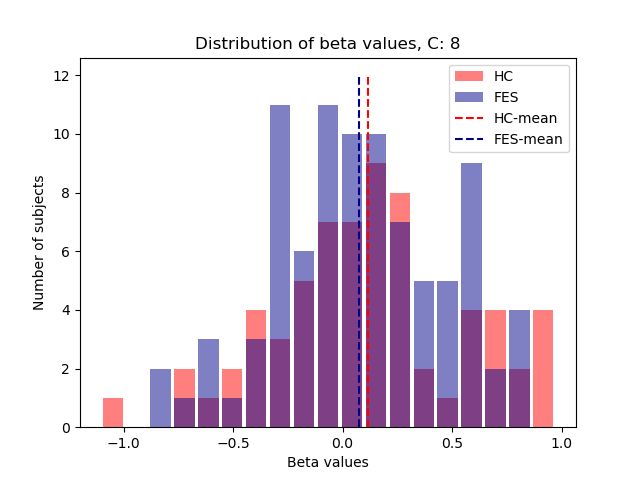 Distribution of beta values, C: 8
HC
FES
HC-mean
FES-mean
Number of subjects
12
10
8
6
4
2
0
−1.0
−0.5
0.0
0.5
1.0
Beta values